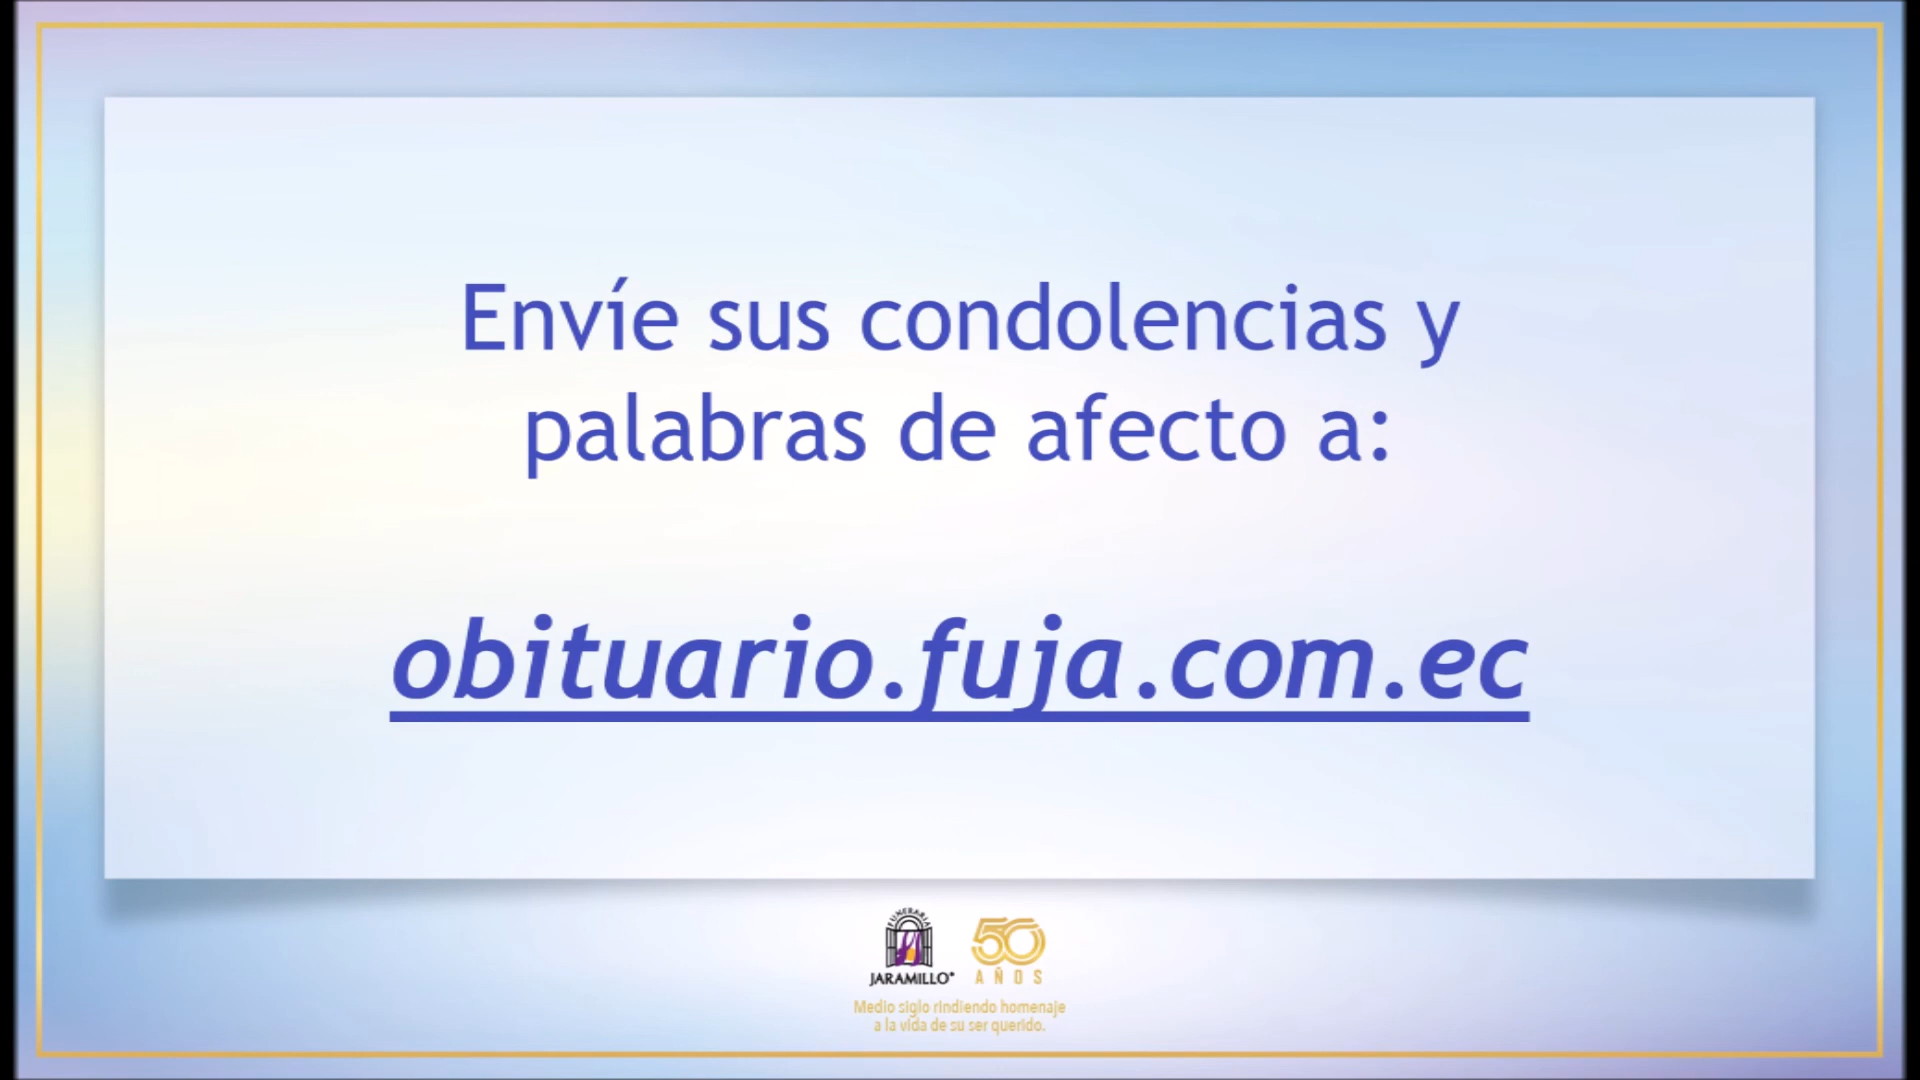 Envíe sus condolencias y
palabras de afecto a:
obituario.fuja.com.ec
FUNERARIA
JARAMILLO®
50
AÑOS
Medio siglo rindiendo homenaje
a la vida de su ser querido.